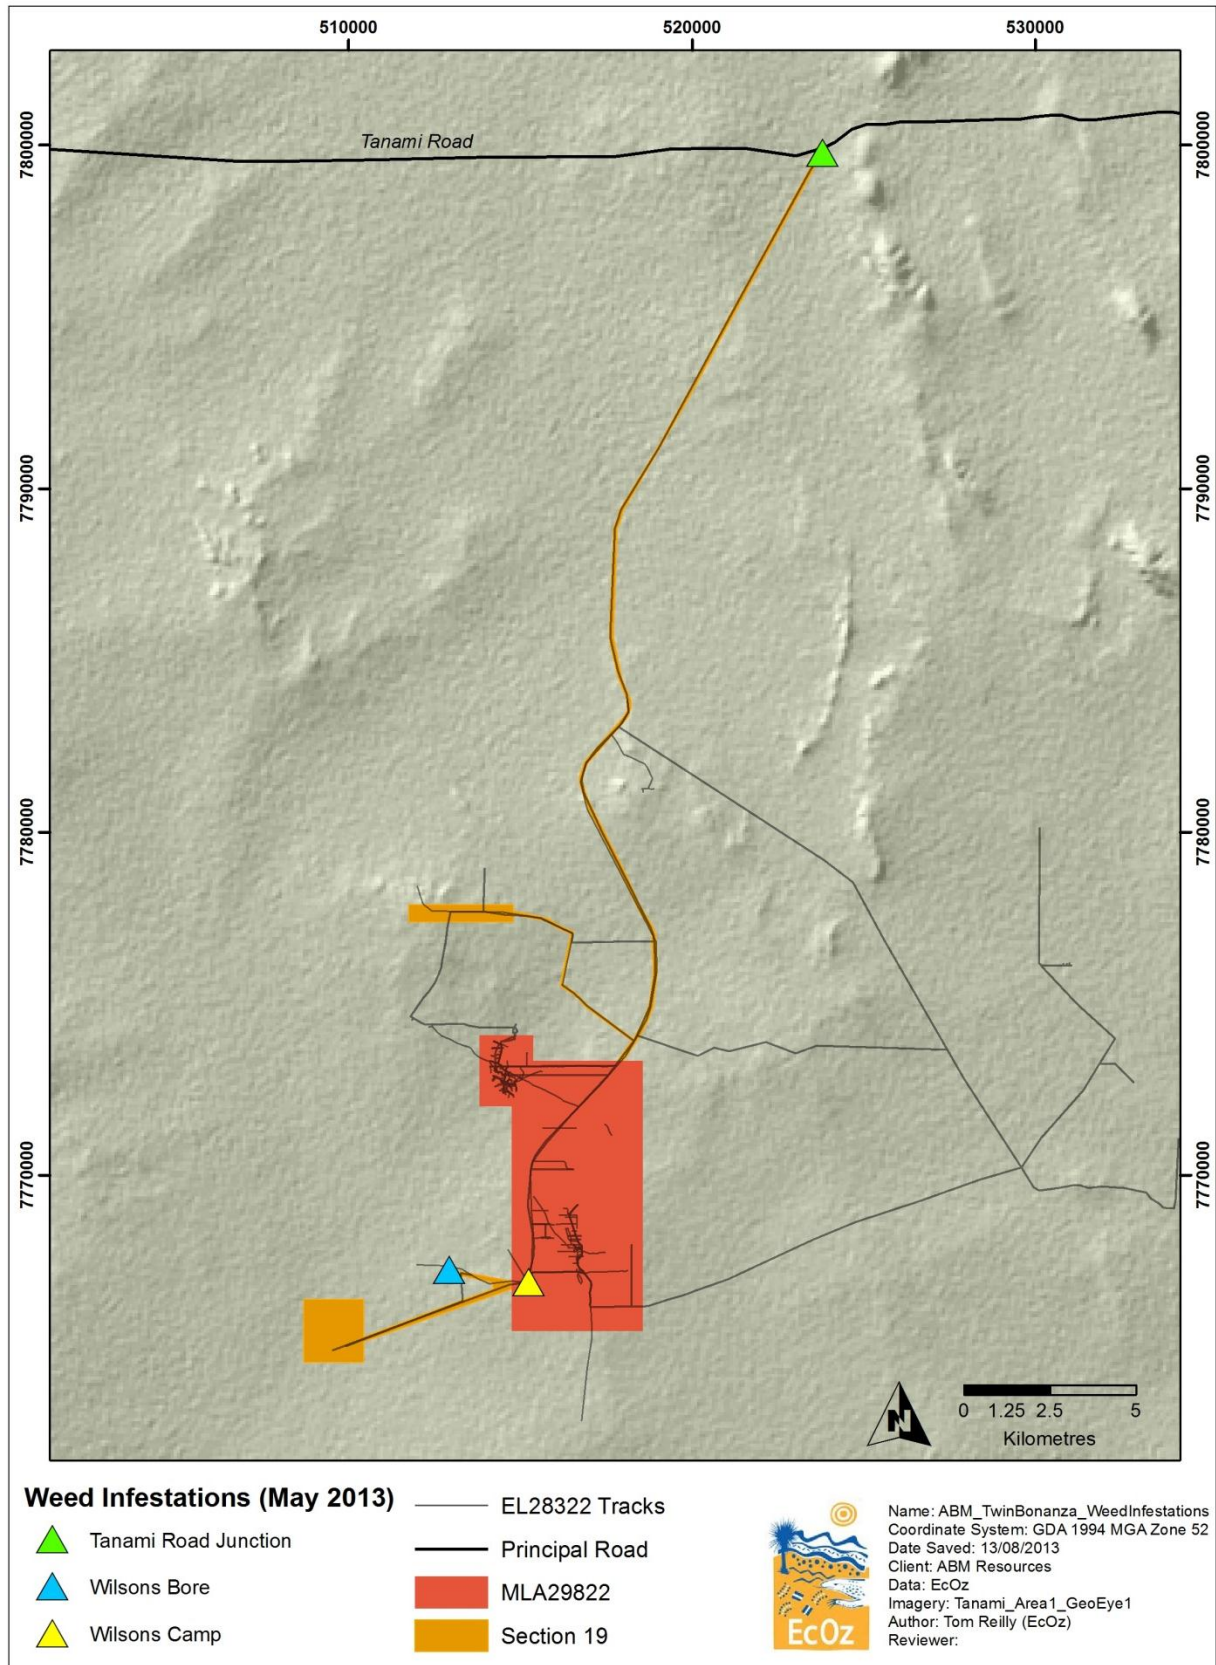 510000 520000 530000
7800000
7800000
Tanami Road
7790000
7790000
7780000
7780000
7770000
7770000
N
0 1.25 2.5 5
Kilometres
Weed Infestations (May 2013)
Tanami Road Junction
Wilsons Bore
Wilsons Camp
EL28322 Tracks
Principal Road
MLA29822
Section 19
EcOz
Name: ABM_TwinBonanza_WeedInfestations
Coordinate System: GDA 1994 MGA Zone 52
Date Saved: 13/08/2013
Client: ABM Resources
Data: EcOz
Imagery: Tanami_Area1_GeoEye1
Author: Tom Reilly (EcOz)
Reviewer: